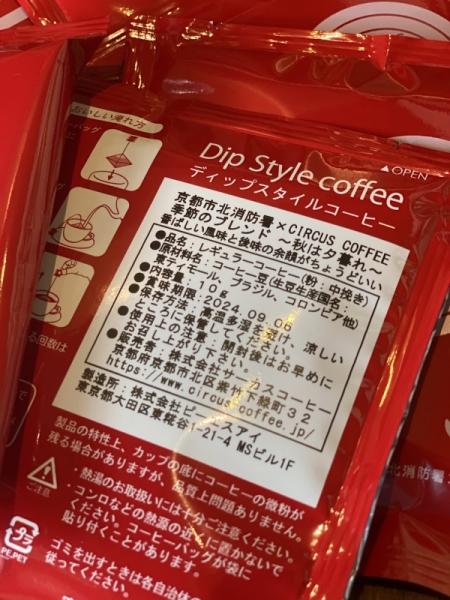 おいしい淹れ方
Dip Style coffee
▲OPEN
ディップスタイルコーヒー
京都市北消防署×CIRCUS COFFEE
季節のブレンド ～秋は夕暮れ～
香ばしい風味と後味の余韻がちょうどいい
●品名：レギュラーコーヒー(粉：中挽き)
●原材料名：コーヒー豆(生豆生産国名：
東ティモール、ブラジル、コロンビア他)
●内容量：10g
●賞味期限：2024.09.06
●保存方法：高温多湿を避け、涼しい
ところに保管してください。
●使用上の注意：開封後はお早めに
お召し上がり下さい。
●販売者：株式会社サーカスコーヒー
京都府京都市北区紫竹下緑町32
https://www.circuscoffee.jp/
製造所：株式会社ビーンズアイ
東京都大田区東糀谷1-21-4 MSビル1F
製品の特性上、カップの底にコーヒーの微粉が
残る場合がありますが、品質上問題ありません。
ご注意
・熱湯のお取扱いには十分ご注意ください。
・コンロなどの熱源の近くに置かないで
ください。コーヒーバッグが袋に
貼り付くことがあります。
プラ
PE.PET
ゴミを出すときは各自治体の
従ってください。
北消防署
回数は